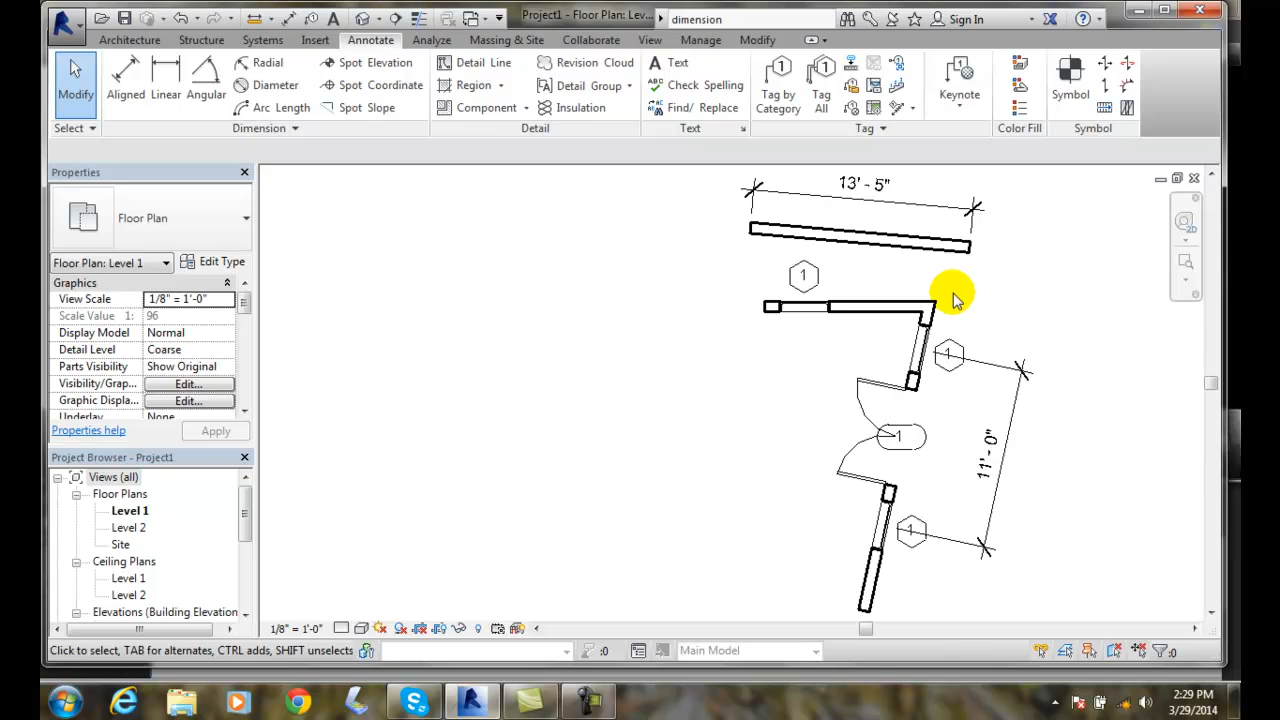 Project1 - Floor Plan: Lev...
dimension
Sign In
Architecture Structure Systems Insert Annotate Analyze Massing & Site Collaborate View Manage Modify
Modify
Aligned Linear Angular
Radial
Diameter
Arc Length
Spot Elevation
Spot Coordinate
Spot Slope
Detail Line
Region
Component
Revision Cloud
Detail Group
Insulation
Text
Check Spelling
Find/ Replace
Tag by Category
Tag All
Keynote
Symbol
Select Dimension Detail Text Tag Color Fill Symbol
Properties
Floor Plan
Floor Plan: Level 1 Edit Type
Graphics
View Scale 1/8" = 1'-0"
Scale Value 1: 96
Display Model Normal
Detail Level Coarse
Parts Visibility Show Original
Visibility/Grap... Edit...
Graphic Displa... Edit...
Underlay None
Properties help Apply
Project Browser - Project1
Views (all)
Floor Plans
Level 1
Level 2
Site
Ceiling Plans
Level 1
Level 2
Elevations (Building Elevation
13' - 5"
1
1
1
11' - 0"
1
2D
1/8" = 1'-0"
Click to select, TAB for alternates, CTRL adds, SHIFT unselects
:0
Main Model
:0
2:29 PM
3/29/2014